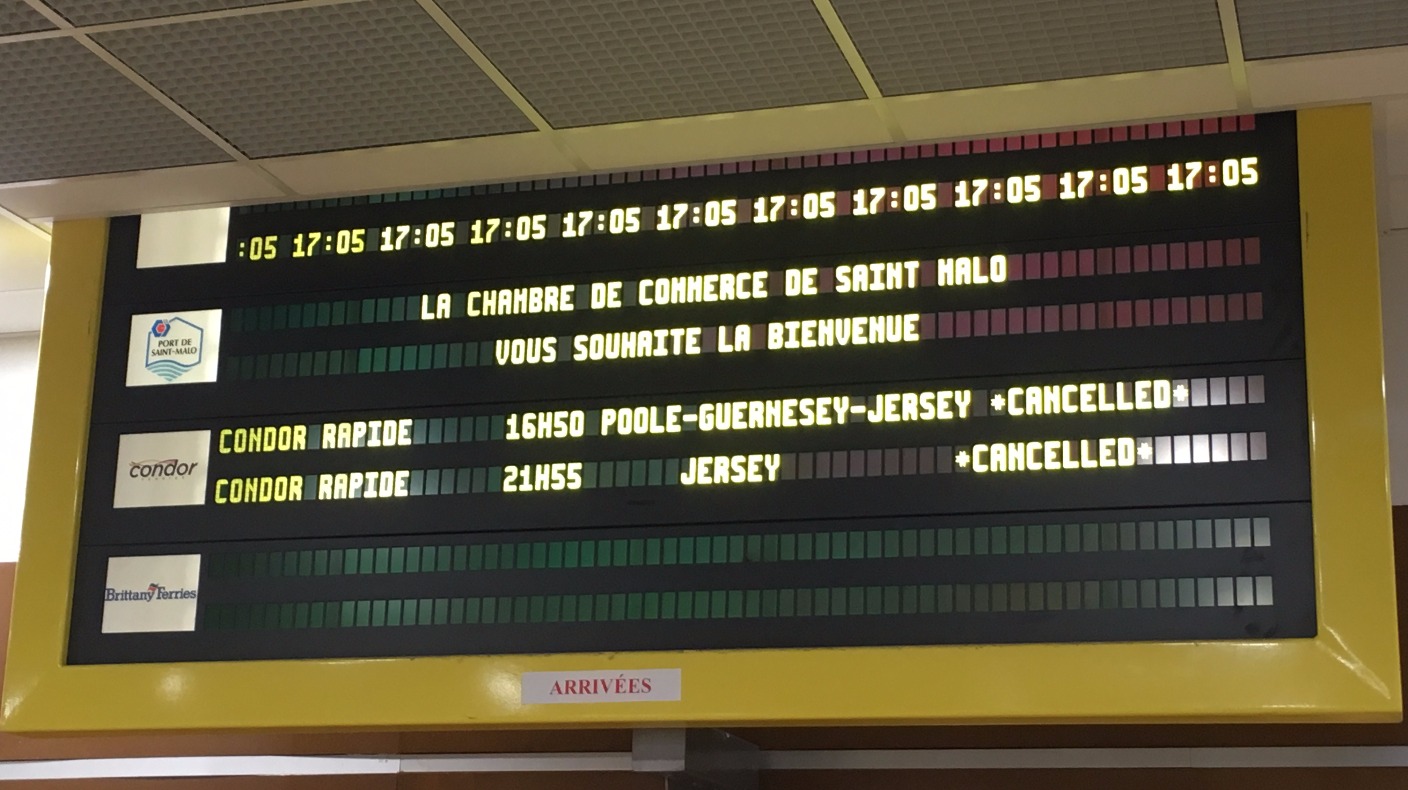 :05 17:05 17:05 17:05 17:05 17:05 17:05 17:05 17:05 17:05 17:05
LA CHAMBRE DE COMMERCE DE SAINT MALO
PORT DE
SAINT-MALO
VOUS SOUHAITE LA BIENVENUE
condor
CONDOR RAPIDE 16H50 POOLE-GUERNESEY-JERSEY *CANCELLED*
CONDOR RAPIDE 21H55 JERSEY *CANCELLED*
Brittany Ferries
ARRIVÉES